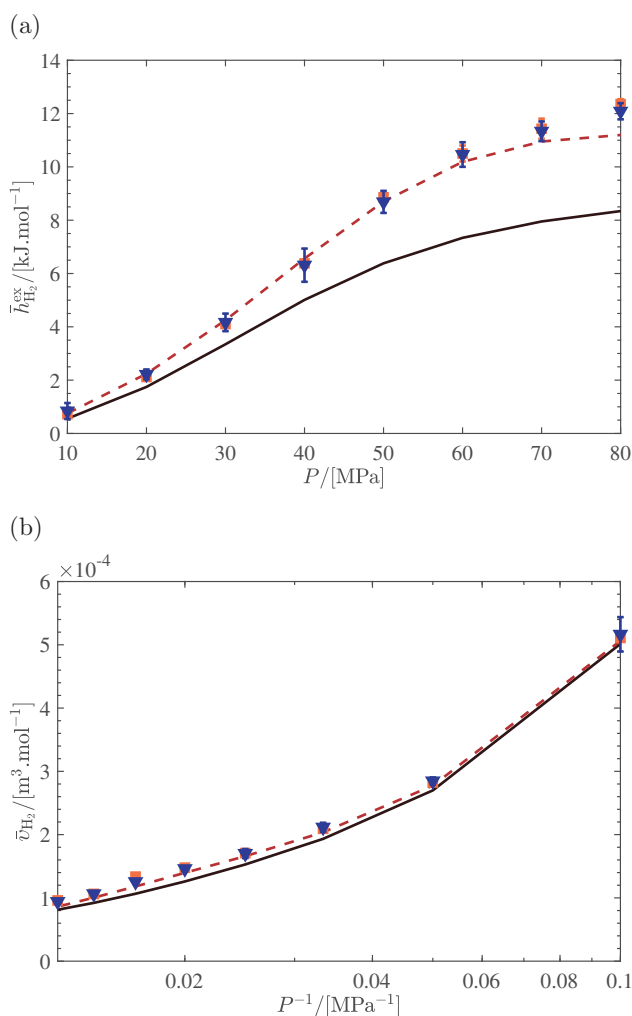 (a)
14
12
10
8
6
4
2
0
h̄ᵉˣ_H₂/[kJ.mol⁻¹]
10 20 30 40 50 60 70 80
P/[MPa]
(b)
×10⁻⁴
6
5
4
3
2
1
0
v̄_H₂/[m³.mol⁻¹]
0.02 0.04 0.06 0.08 0.1
P⁻¹/[MPa⁻¹]